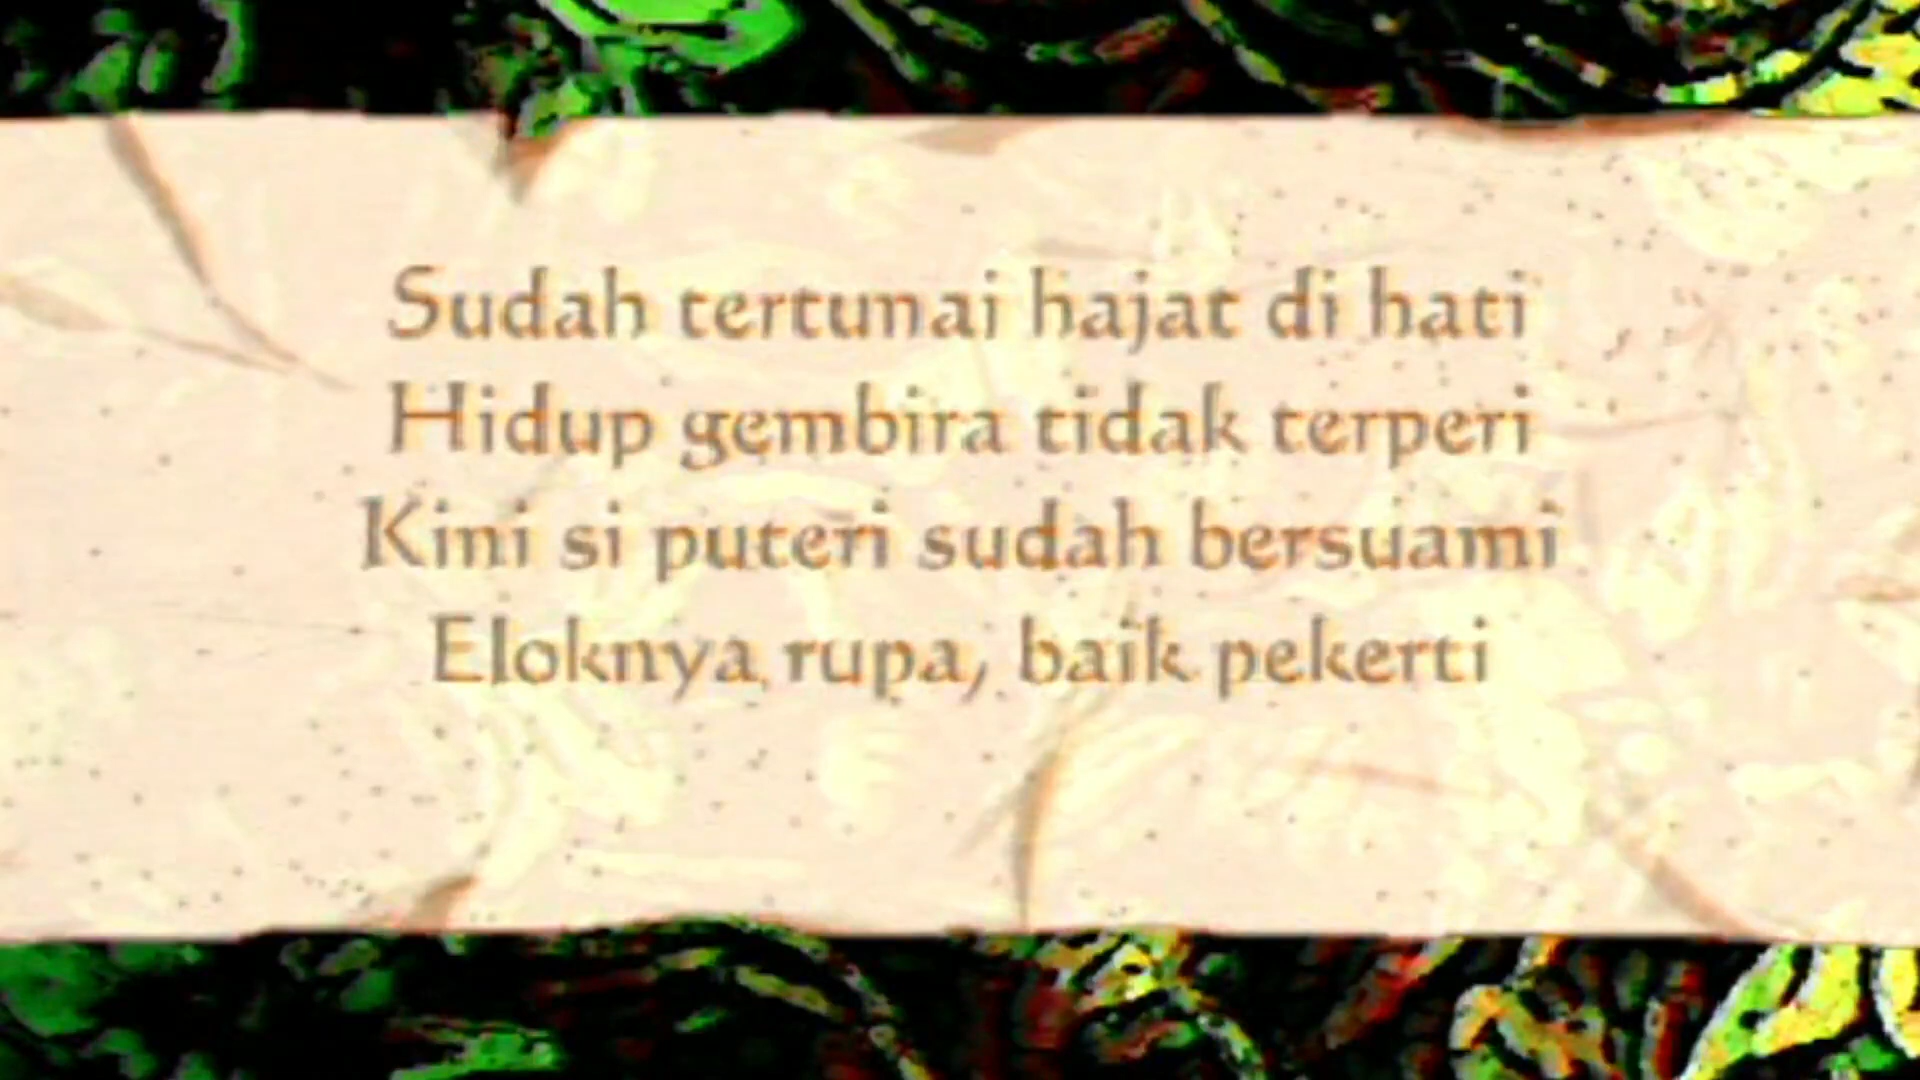 Sudah tertunai hajat di hati
Hidup gembira tidak terperi
Kini si puteri sudah bersuami
Eloknya rupa, baik pekerti